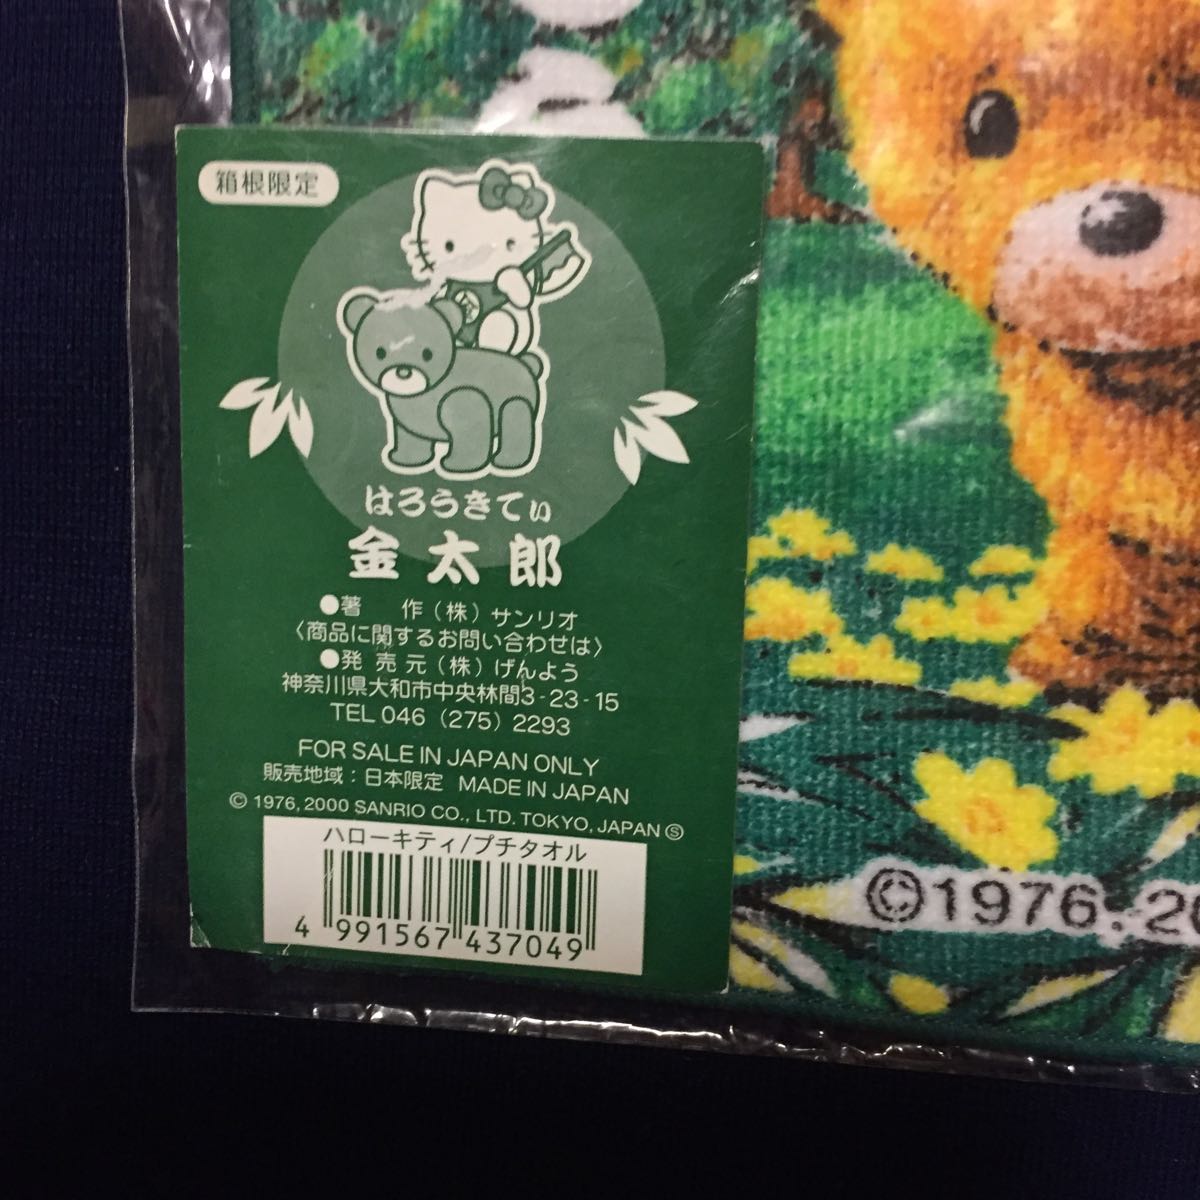 箱根限定
はろうきてぃ
金太郎
●著 作(株)サンリオ
〈商品に関するお問い合わせは〉
●発売元(株)げんよう
神奈川県大和市中央林間3-23-15
TEL 046 (275) 2293
FOR SALE IN JAPAN ONLY
販売地域:日本限定 MADE IN JAPAN
© 1976, 2000 SANRIO CO., LTD. TOKYO, JAPAN Ⓢ
ハローキティ/プチタオル
4 991567 437049
©1976.20